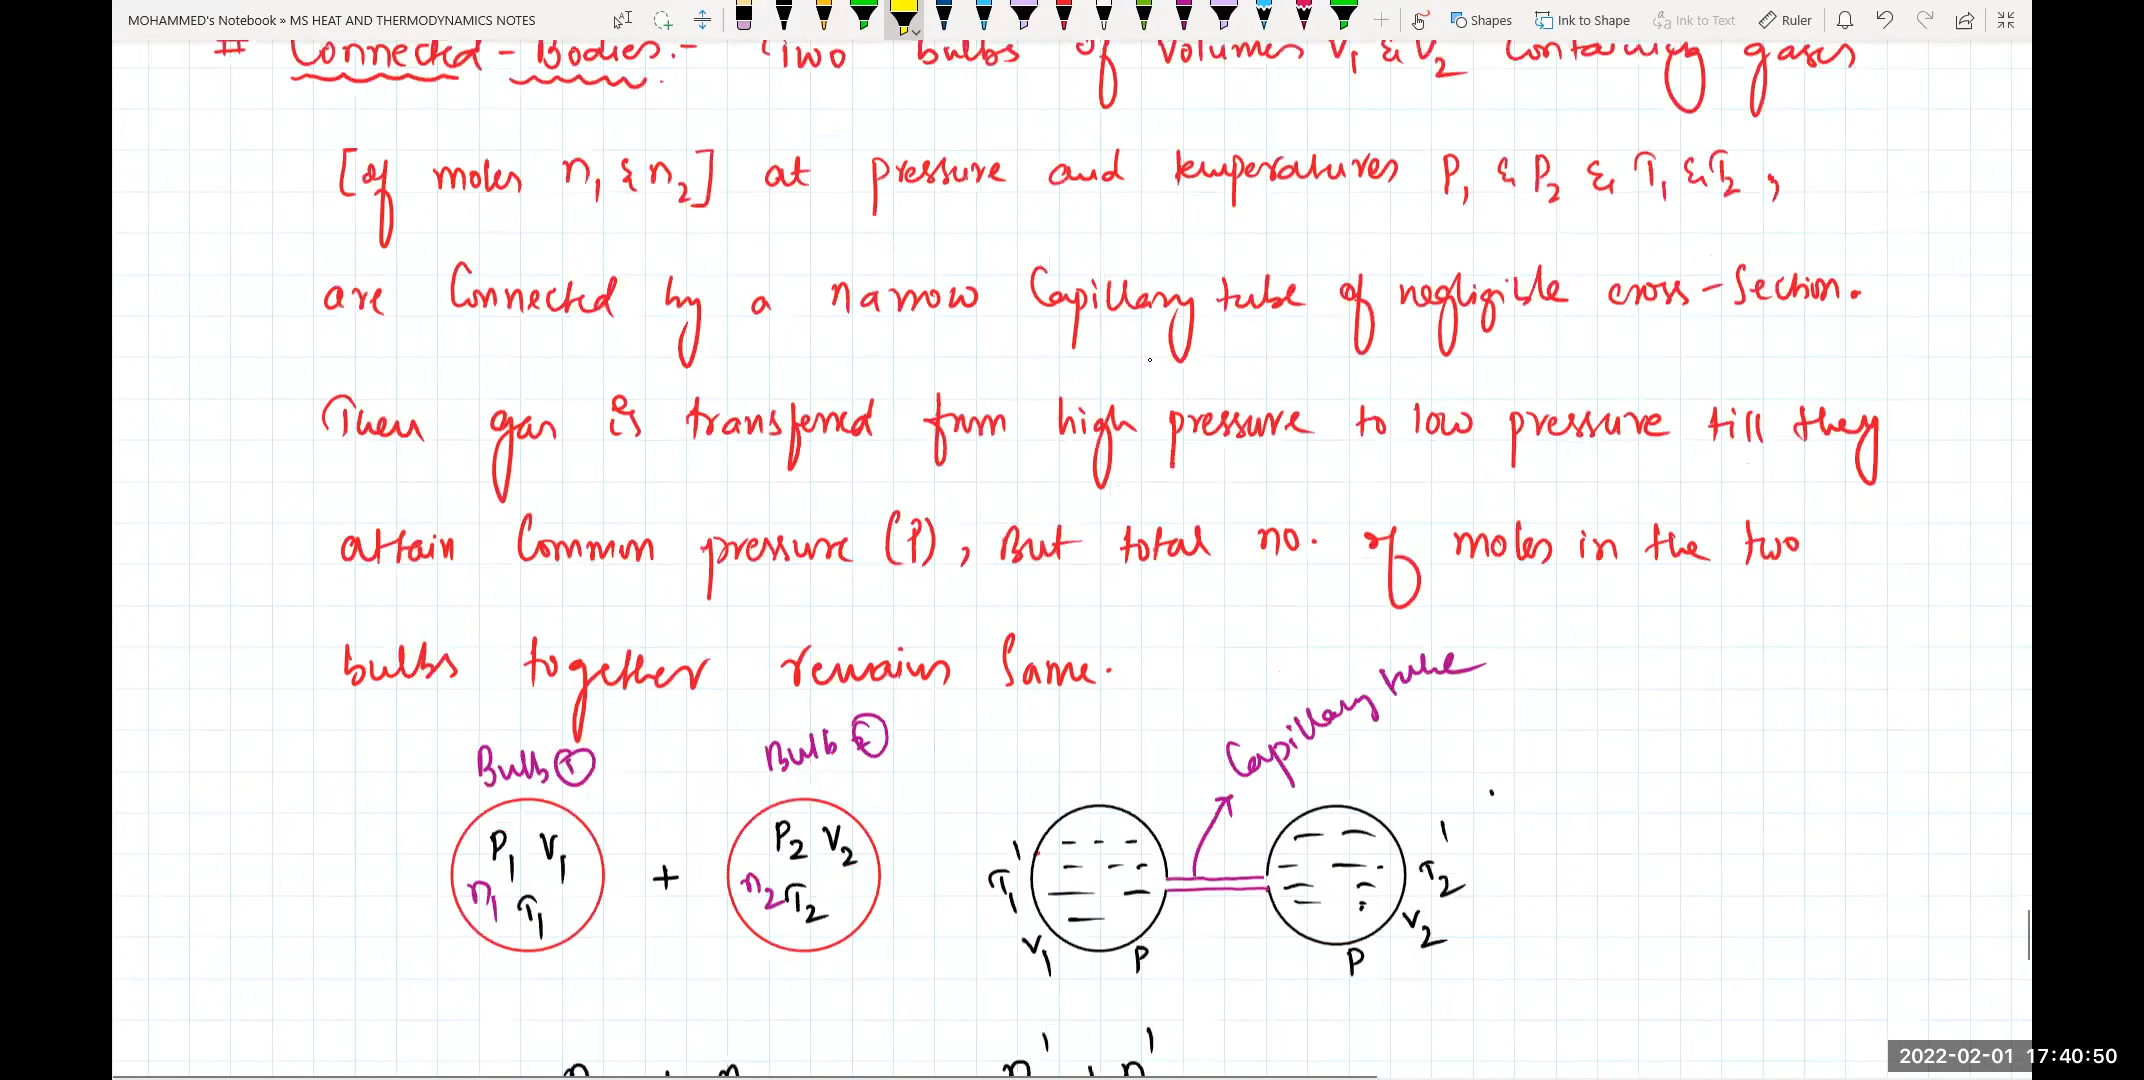 MOHAMMED's Notebook » MS HEAT AND THERMODYNAMICS NOTES
Shapes Ink to Shape Ink to Text Ruler
# Connected - Bodies :- Two bulbs of volumes V1 & V2 containing gases
[of moles n1 & n2] at pressure and temperatures P1 & P2 & T1 & T2 ,
are Connected by a narrow Capillary tube of negligible cross - Section.
Then gas is transferred from high pressure to low pressure till they
attain Common pressure (P), But total no. of moles in the two
bulbs together remains Same.
Capillary tube
Bulb ① Bulb ②
P1 V1 n1 T1 + P2 V2 n2 T2
T1' V1 P T2' V2 P
2022-02-01 17:40:50